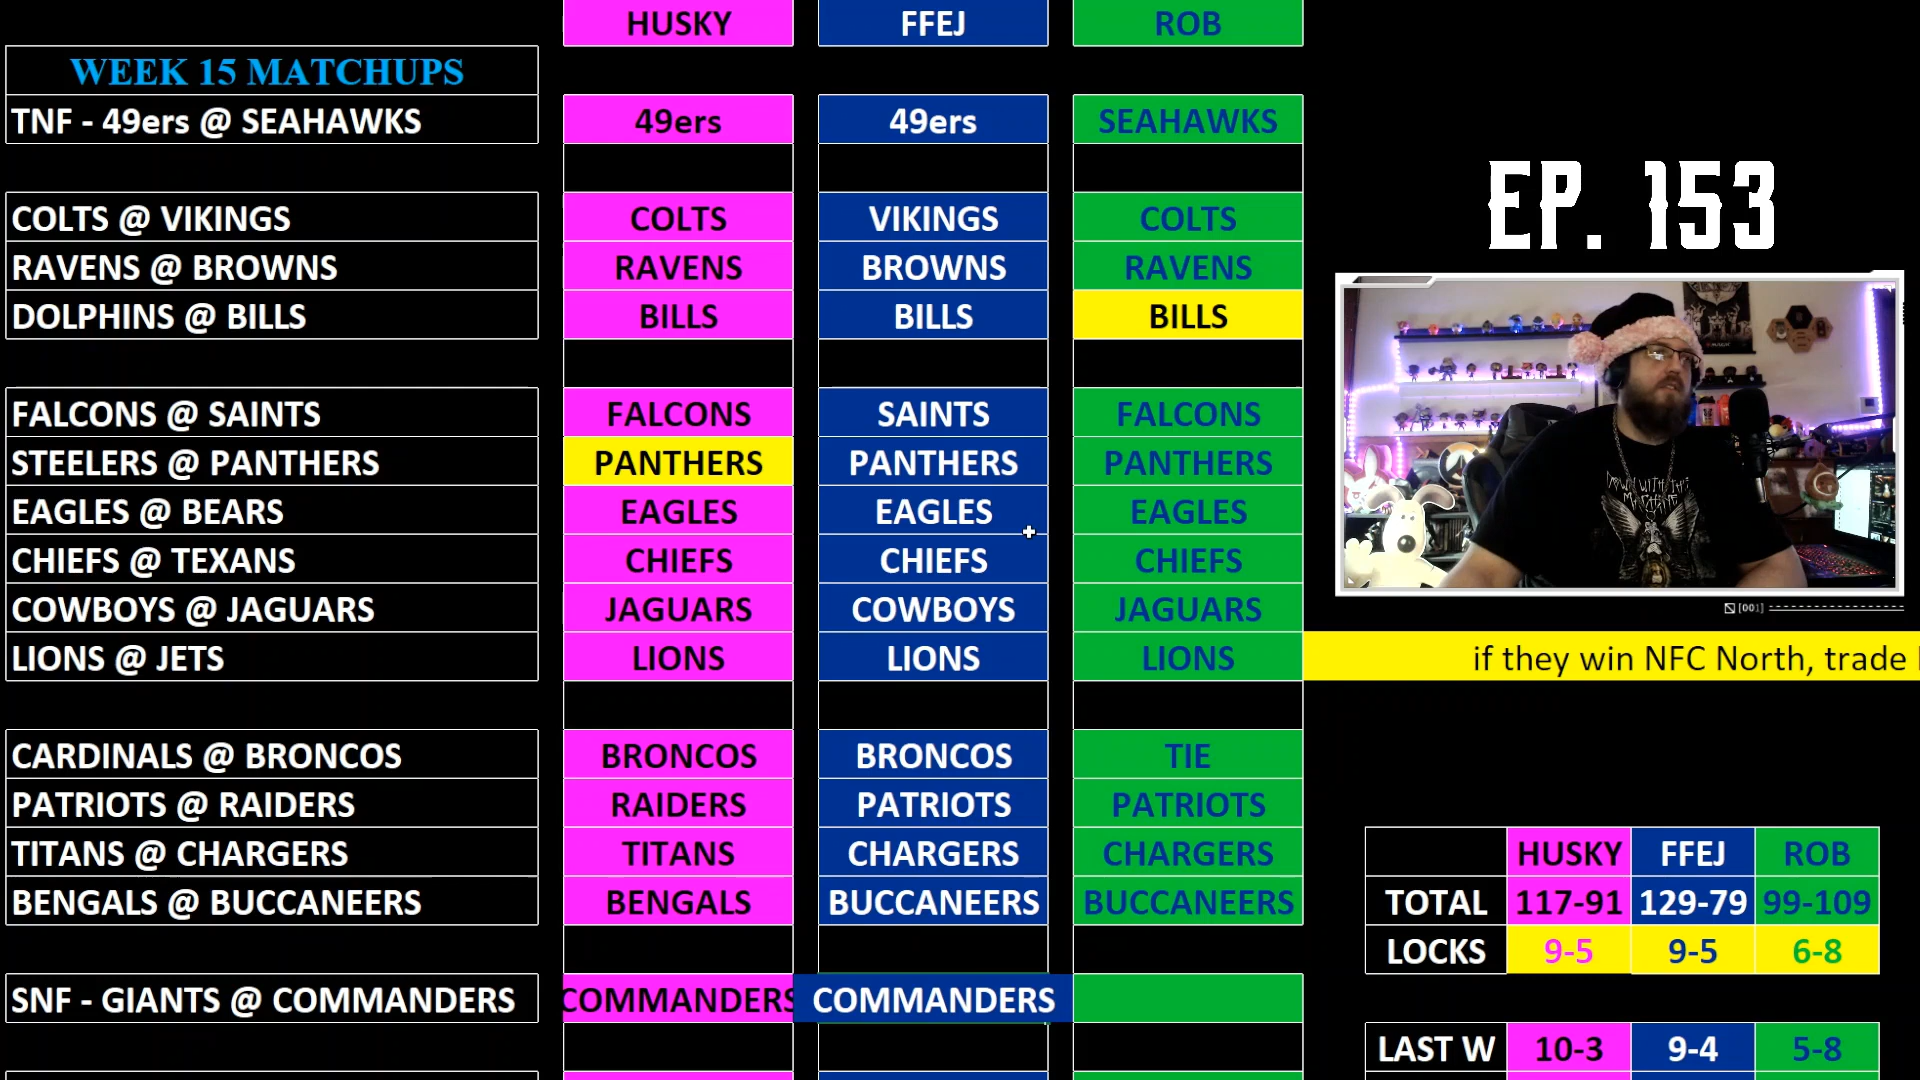 HUSKY FFEJ ROB
WEEK 15 MATCHUPS
TNF - 49ers @ SEAHAWKS 49ers 49ers SEAHAWKS
EP. 153
COLTS @ VIKINGS COLTS VIKINGS COLTS
RAVENS @ BROWNS RAVENS BROWNS RAVENS
DOLPHINS @ BILLS BILLS BILLS BILLS
FALCONS @ SAINTS FALCONS SAINTS FALCONS
STEELERS @ PANTHERS PANTHERS PANTHERS PANTHERS
EAGLES @ BEARS EAGLES EAGLES EAGLES
CHIEFS @ TEXANS CHIEFS CHIEFS CHIEFS
COWBOYS @ JAGUARS JAGUARS COWBOYS JAGUARS
[001]
LIONS @ JETS LIONS LIONS LIONS if they win NFC North, trade
CARDINALS @ BRONCOS BRONCOS BRONCOS TIE
PATRIOTS @ RAIDERS RAIDERS PATRIOTS PATRIOTS
TITANS @ CHARGERS TITANS CHARGERS CHARGERS
BENGALS @ BUCCANEERS BENGALS BUCCANEERS BUCCANEERS
SNF - GIANTS @ COMMANDERS COMMANDERS COMMANDERS
HUSKY FFEJ ROB
TOTAL 117-91 129-79 99-109
LOCKS 9-5 9-5 6-8
LAST W 10-3 9-4 5-8